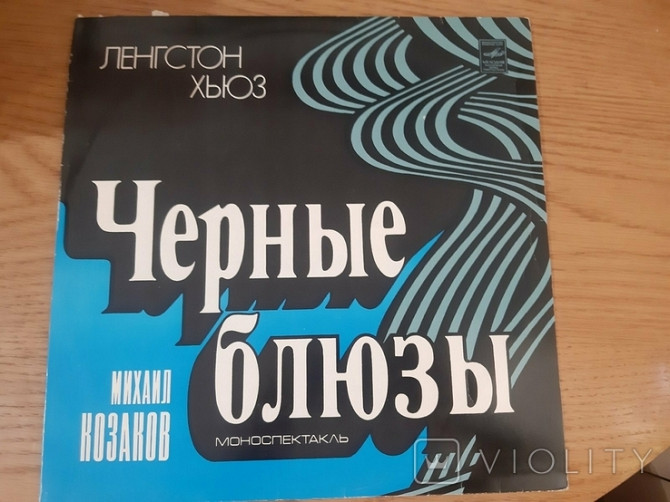 ЛЕНГСТОН
ХЬЮЗ
Черные
блюзы
МИХАИЛ
КОЗАКОВ
МОНОСПЕКТАКЛЬ
VIOLITY